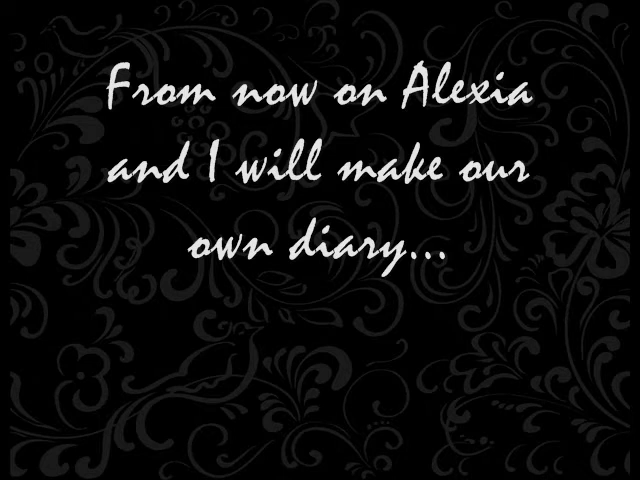 From now on Alexia
and I will make our
own diary...